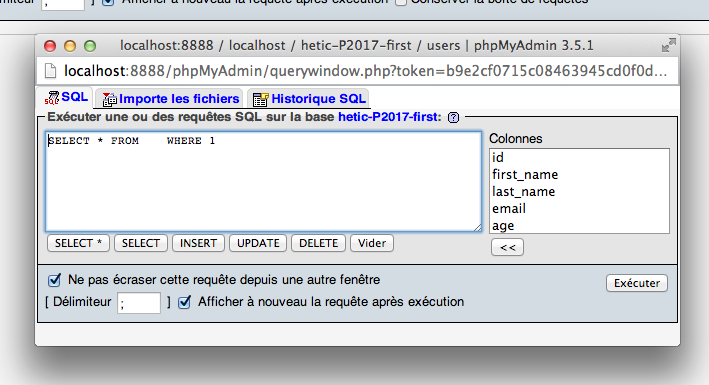 imiteur ; ] Afficher à nouveau la requête après exécution Conserver la boîte de requêtes
localhost:8888 / localhost / hetic-P2017-first / users | phpMyAdmin 3.5.1
localhost:8888/phpMyAdmin/querywindow.php?token=b9e2cf0715c08463945cd0f0d...
SQL Importe les fichiers Historique SQL
Exécuter une ou des requêtes SQL sur la base hetic-P2017-first:
SELECT * FROM WHERE 1
Colonnes
id
first_name
last_name
email
age
SELECT * SELECT INSERT UPDATE DELETE Vider <<
Ne pas écraser cette requête depuis une autre fenêtre
Exécuter
[ Délimiteur ; ] Afficher à nouveau la requête après exécution